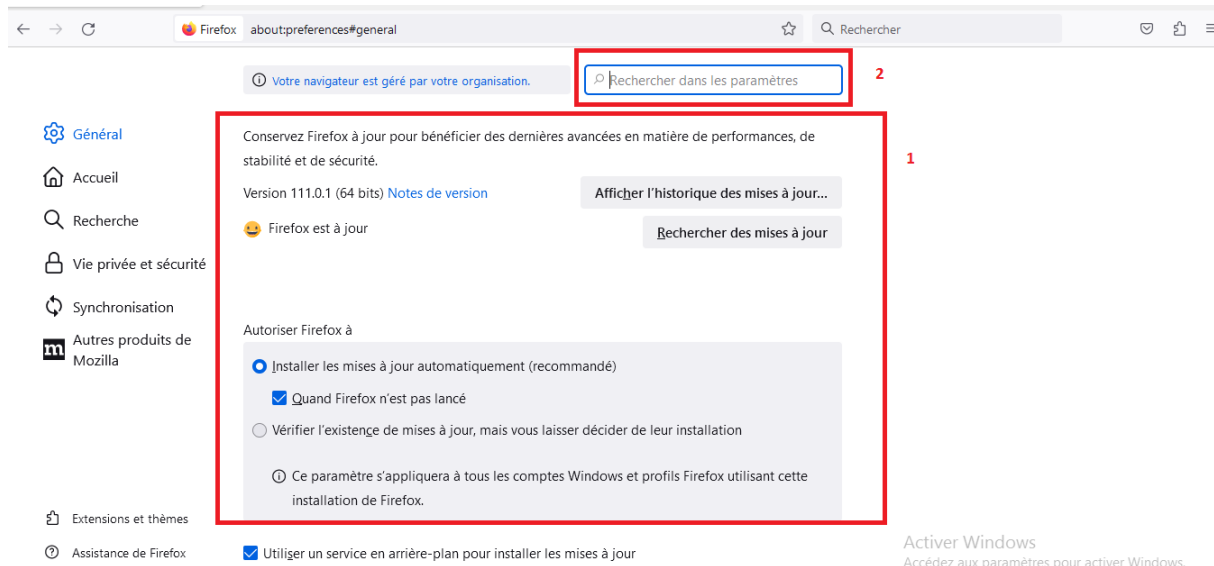 Firefox about:preferences#general
Rechercher
Votre navigateur est géré par votre organisation.
Rechercher dans les paramètres
2
Général
Accueil
Recherche
Vie privée et sécurité
Synchronisation
Autres produits de
Mozilla
Extensions et thèmes
Assistance de Firefox
1
Conservez Firefox à jour pour bénéficier des dernières avancées en matière de performances, de
stabilité et de sécurité.
Version 111.0.1 (64 bits) Notes de version
Afficher l'historique des mises à jour...
Firefox est à jour
Rechercher des mises à jour
Autoriser Firefox à
Installer les mises à jour automatiquement (recommandé)
Quand Firefox n'est pas lancé
Vérifier l'existence de mises à jour, mais vous laisser décider de leur installation
Ce paramètre s'appliquera à tous les comptes Windows et profils Firefox utilisant cette
installation de Firefox.
Utiliser un service en arrière-plan pour installer les mises à jour
Activer Windows
Accédez aux paramètres pour activer Windows.